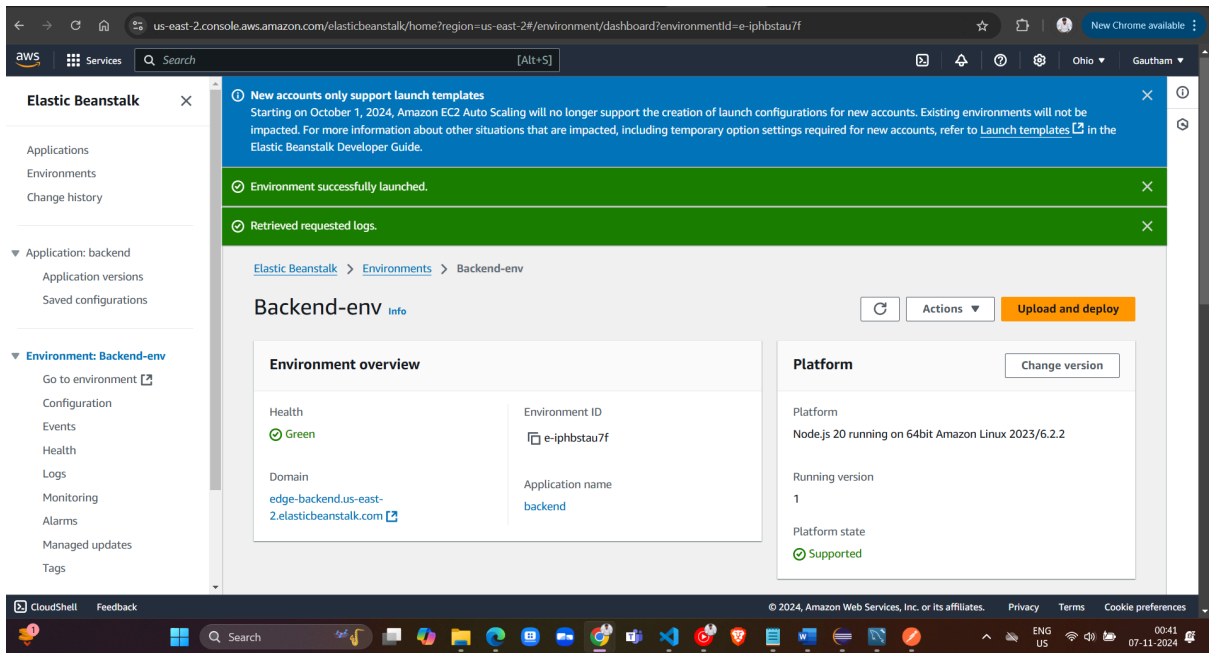 us-east-2.console.aws.amazon.com/elasticbeanstalk/home?region=us-east-2#/environment/dashboard?environmentId=e-iphbstau7f
New Chrome available
aws
Services
Search
[Alt+S]
Ohio
Gautham
Elastic Beanstalk
Applications
Environments
Change history
Application: backend
Application versions
Saved configurations
Environment: Backend-env
Go to environment
Configuration
Events
Health
Logs
Monitoring
Alarms
Managed updates
Tags
New accounts only support launch templates
Starting on October 1, 2024, Amazon EC2 Auto Scaling will no longer support the creation of launch configurations for new accounts. Existing environments will not be
impacted. For more information about other situations that are impacted, including temporary option settings required for new accounts, refer to Launch templates in the
Elastic Beanstalk Developer Guide.
Environment successfully launched.
Retrieved requested logs.
Elastic Beanstalk > Environments > Backend-env
Backend-env Info
Actions
Upload and deploy
Environment overview
Health
Green
Environment ID
e-iphbstau7f
Domain
edge-backend.us-east-
2.elasticbeanstalk.com
Application name
backend
Platform
Change version
Platform
Node.js 20 running on 64bit Amazon Linux 2023/6.2.2
Running version
1
Platform state
Supported
CloudShell
Feedback
© 2024, Amazon Web Services, Inc. or its affiliates.
Privacy
Terms
Cookie preferences
1
Search
ENG
US
00:41
07-11-2024